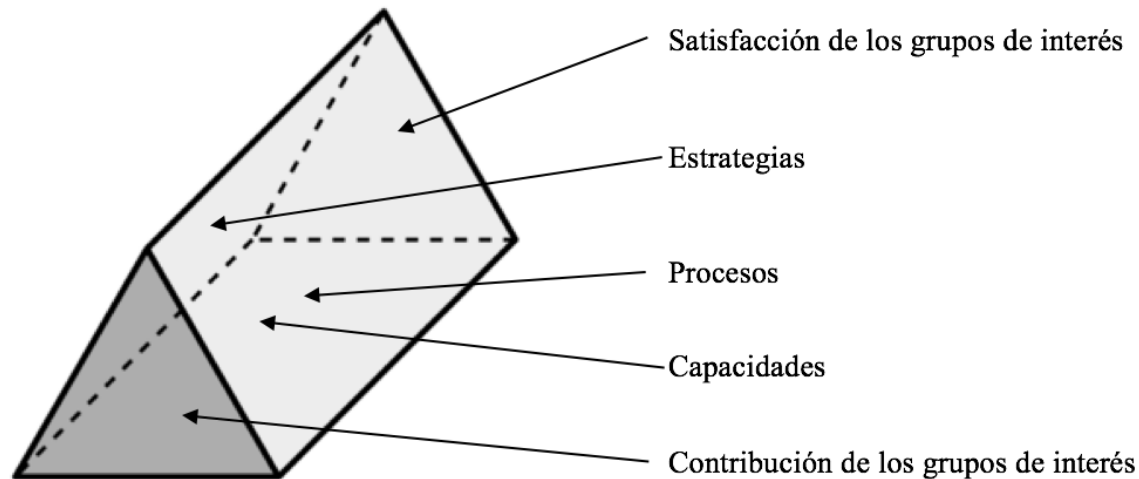 Satisfacción de los grupos de interés
Estrategias
Procesos
Capacidades
Contribución de los grupos de interés